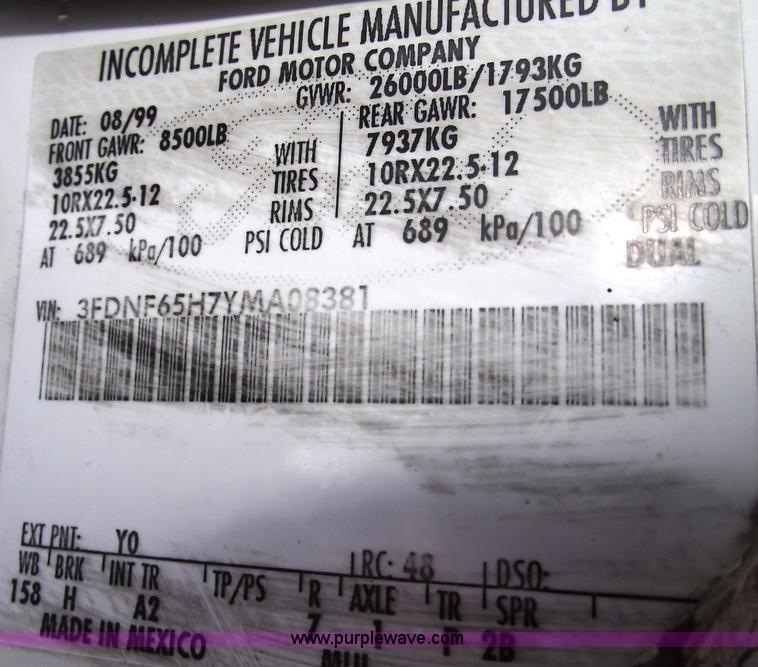 INCOMPLETE VEHICLE MANUFACTURED BY
FORD MOTOR COMPANY
GVWR: 26000LB/1793KG
DATE: 08/99
FRONT GAWR: 8500LB
3855KG
10RX22.5-12
22.5X7.50
AT 689 kPa/100
WITH
TIRES
RIMS
PSI COLD
REAR GAWR: 17500LB
7937KG
10RX22.5-12
22.5X7.50
AT 689 kPa/100
WITH
TIRES
RIMS
PSI COLD
DUAL
VIN: 3FDNF65H7YMA08381
EXT PNT: YO
RC: 48 DSO:
WB BRK INT TR TP/PS R AXLE TR SPR
158 H A2 7 1 2B
MADE IN MEXICO
www.purplewave.com